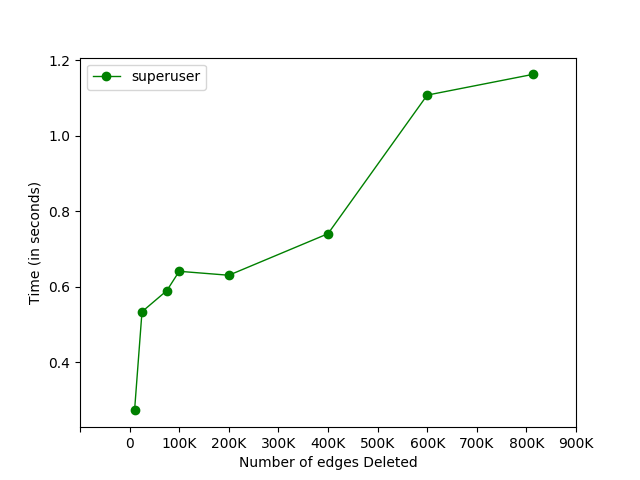 superuser
1.2
1.0
0.8
0.6
0.4
Time (in seconds)
0 100K 200K 300K 400K 500K 600K 700K 800K 900K
Number of edges Deleted